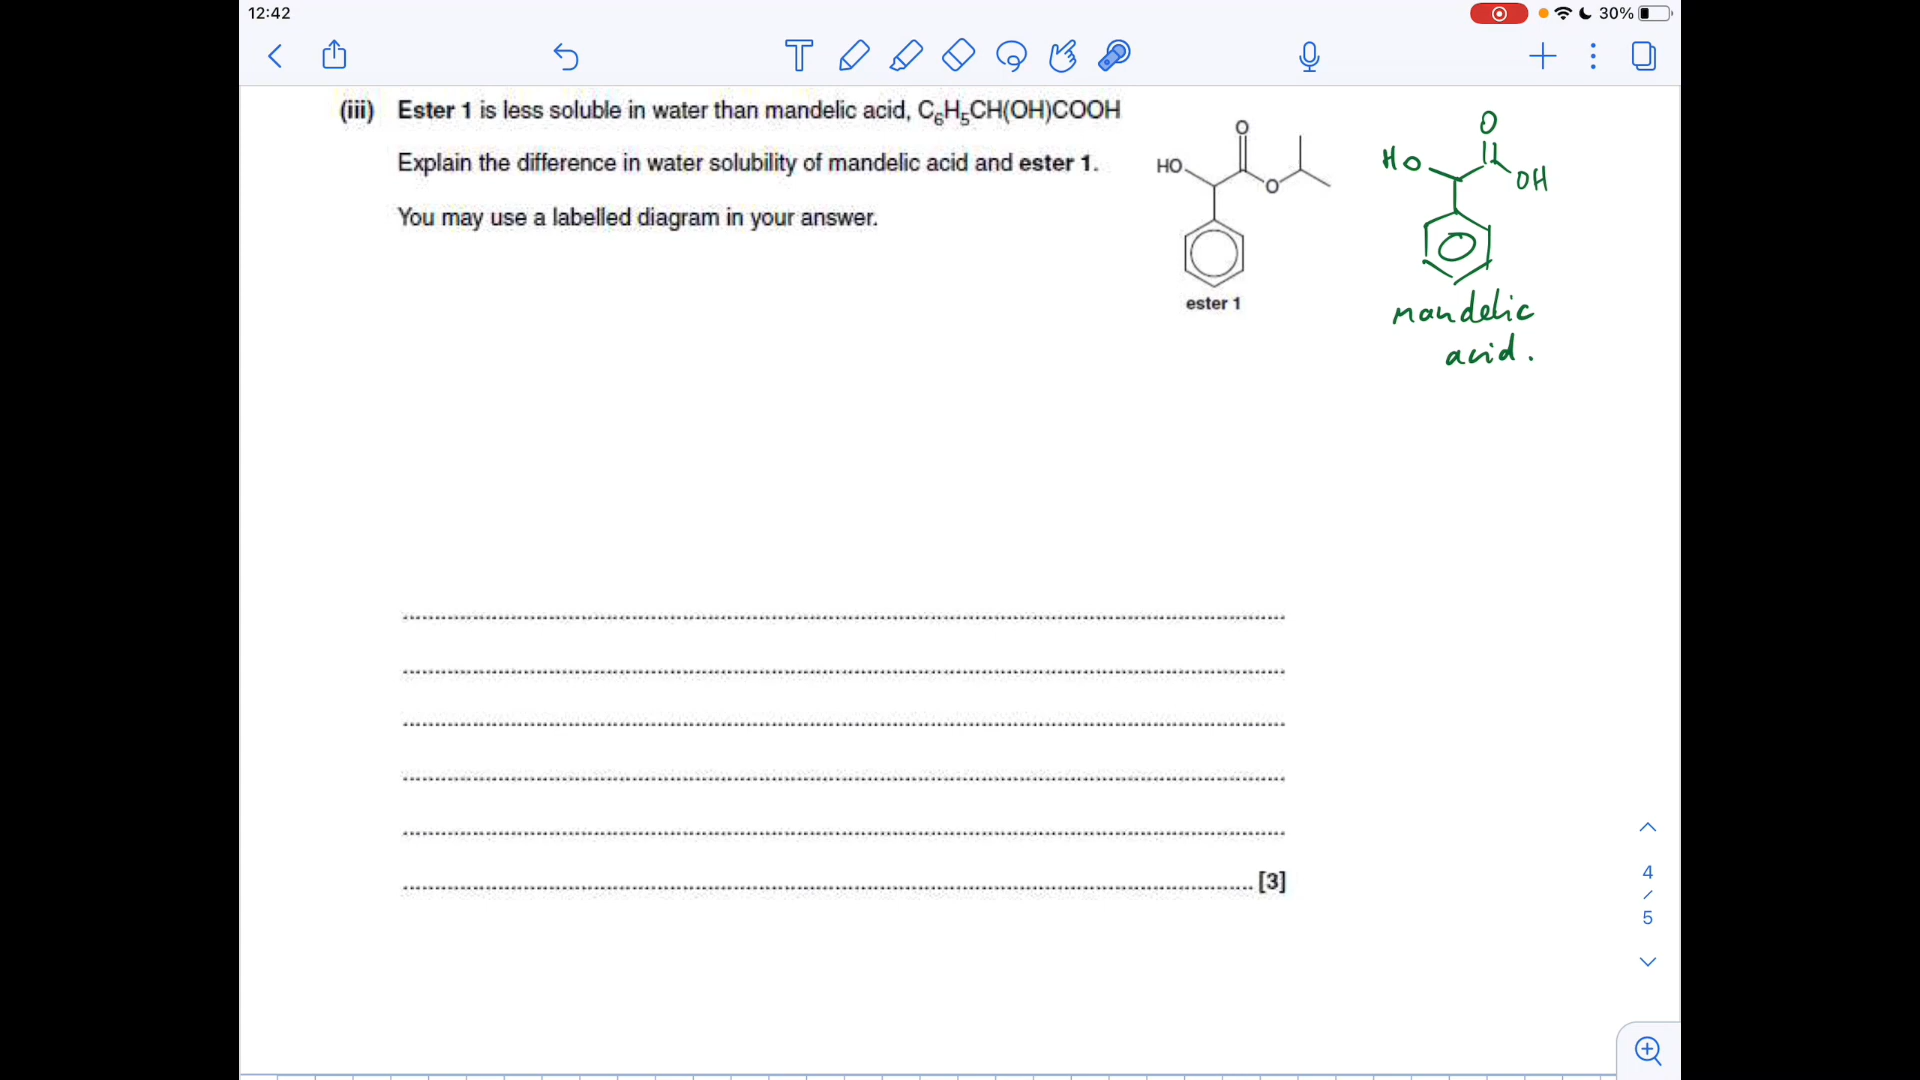 12:42
30%
(iii) Ester 1 is less soluble in water than mandelic acid, C₆H₅CH(OH)COOH
Explain the difference in water solubility of mandelic acid and ester 1.
You may use a labelled diagram in your answer.
O
HO
O
ester 1
O
HO
OH
mandelic
acid.
[3]
4
/
5